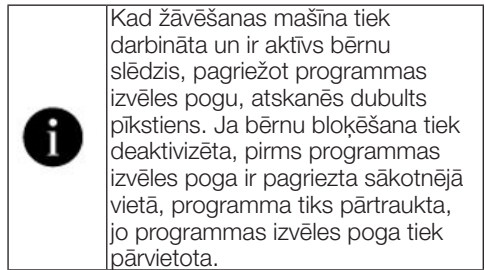 Kad žāvēšanas mašīna tiek
darbināta un ir aktīvs bērnu
slēdzis, pagriežot programmas
izvēles pogu, atskanēs dubults
pīkstiens. Ja bērnu bloķēšana tiek
deaktivizēta, pirms programmas
izvēles poga ir pagriezta sākotnējā
vietā, programma tiks pārtraukta,
jo programmas izvēles poga tiek
pārvietota.